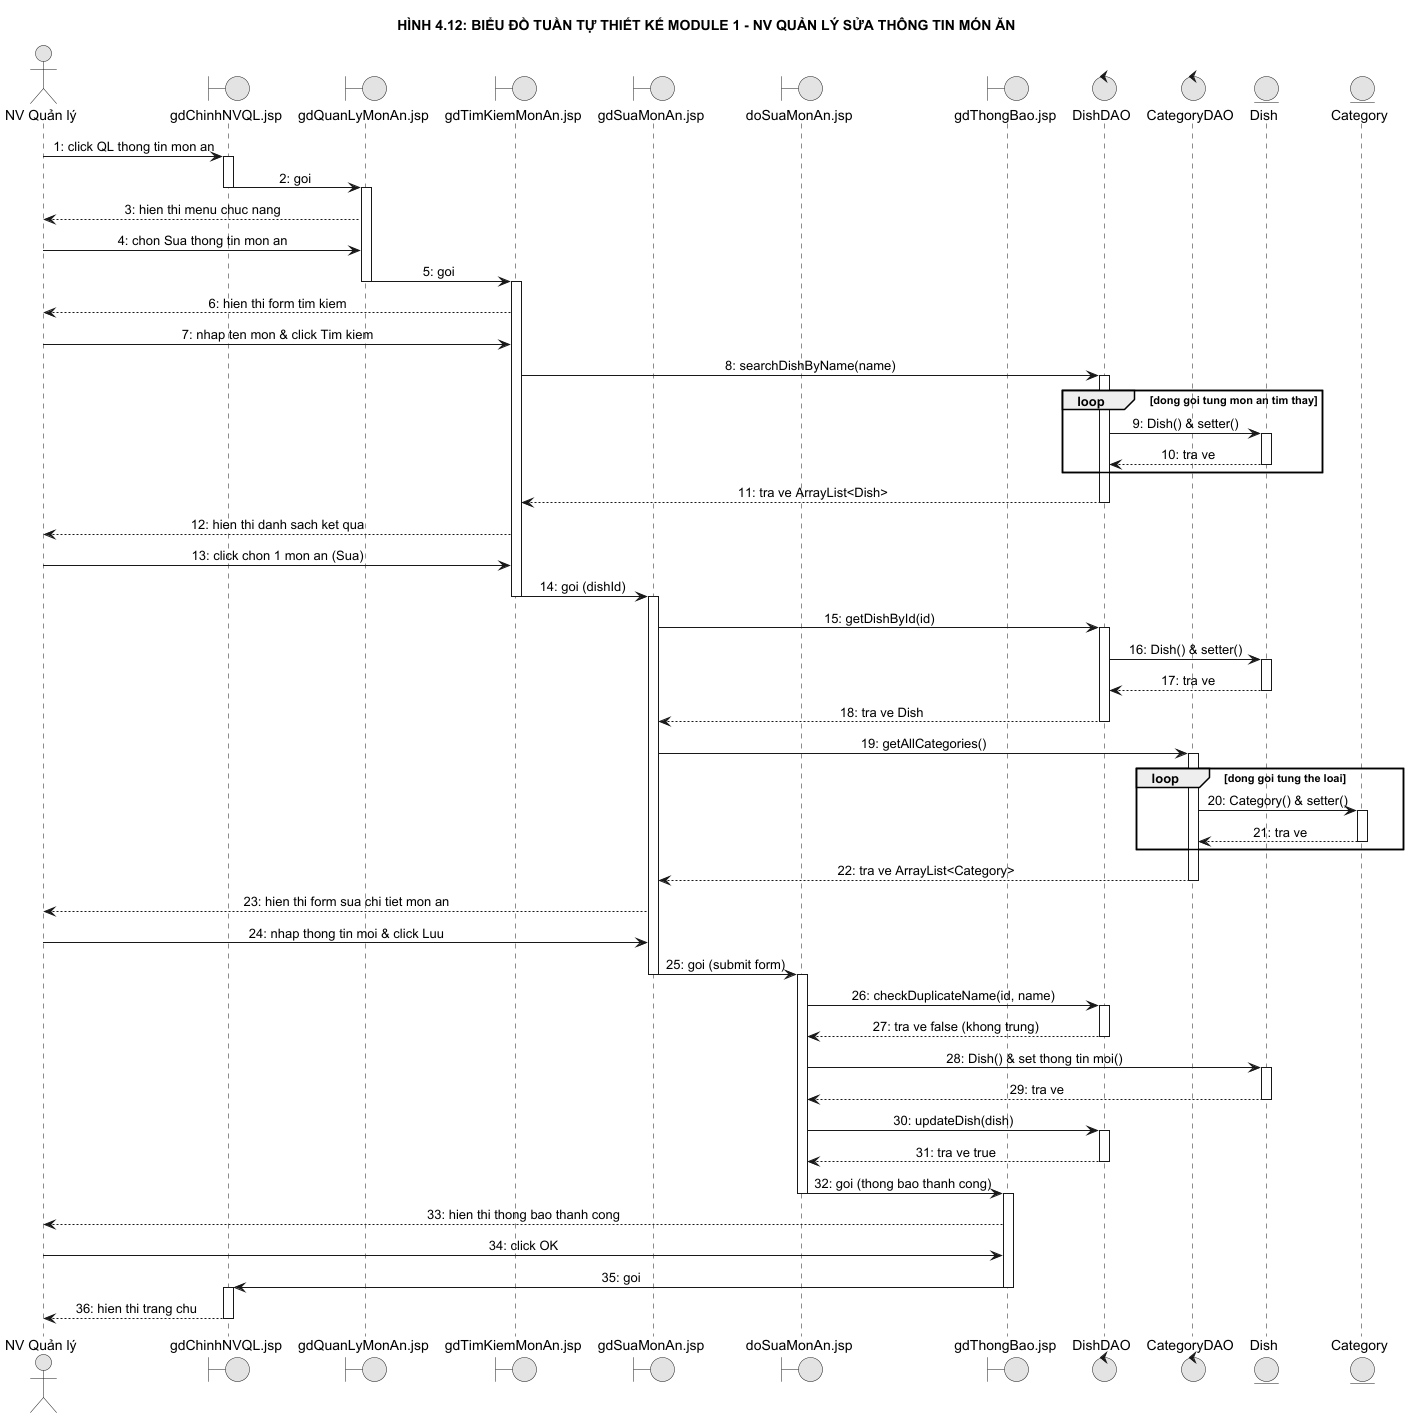 HÌNH 4.12: BIỂU ĐỒ TUẦN TỰ THIẾT KẾ MODULE 1 - NV QUẢN LÝ SỬA THÔNG TIN MÓN ĂN
NV Quản lý
gdChinhNVQL.jsp
gdQuanLyMonAn.jsp
gdTimKiemMonAn.jsp
gdSuaMonAn.jsp
doSuaMonAn.jsp
gdThongBao.jsp
DishDAO
CategoryDAO
Dish
Category
1: click QL thong tin mon an
2: goi
3: hien thi menu chuc nang
4: chon Sua thong tin mon an
5: goi
6: hien thi form tim kiem
7: nhap ten mon & click Tim kiem
8: searchDishByName(name)
loop [dong goi tung mon an tim thay]
9: Dish() & setter()
10: tra ve
11: tra ve ArrayList<Dish>
12: hien thi danh sach ket qua
13: click chon 1 mon an (Sua)
14: goi (dishId)
15: getDishById(id)
16: Dish() & setter()
17: tra ve
18: tra ve Dish
19: getAllCategories()
loop [dong goi tung the loai]
20: Category() & setter()
21: tra ve
22: tra ve ArrayList<Category>
23: hien thi form sua chi tiet mon an
24: nhap thong tin moi & click Luu
25: goi (submit form)
26: checkDuplicateName(id, name)
27: tra ve false (khong trung)
28: Dish() & set thong tin moi()
29: tra ve
30: updateDish(dish)
31: tra ve true
32: goi (thong bao thanh cong)
33: hien thi thong bao thanh cong
34: click OK
35: goi
36: hien thi trang chu
NV Quản lý
gdChinhNVQL.jsp
gdQuanLyMonAn.jsp
gdTimKiemMonAn.jsp
gdSuaMonAn.jsp
doSuaMonAn.jsp
gdThongBao.jsp
DishDAO
CategoryDAO
Dish
Category